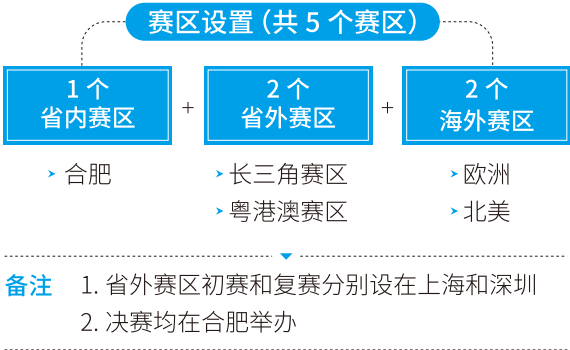 赛区设置（共 5 个赛区）
1 个
省内赛区
+
2 个
省外赛区
+
2 个
海外赛区
合肥
长三角赛区
欧洲
粤港澳赛区
北美
备注 1. 省外赛区初赛和复赛分别设在上海和深圳
2. 决赛均在合肥举办